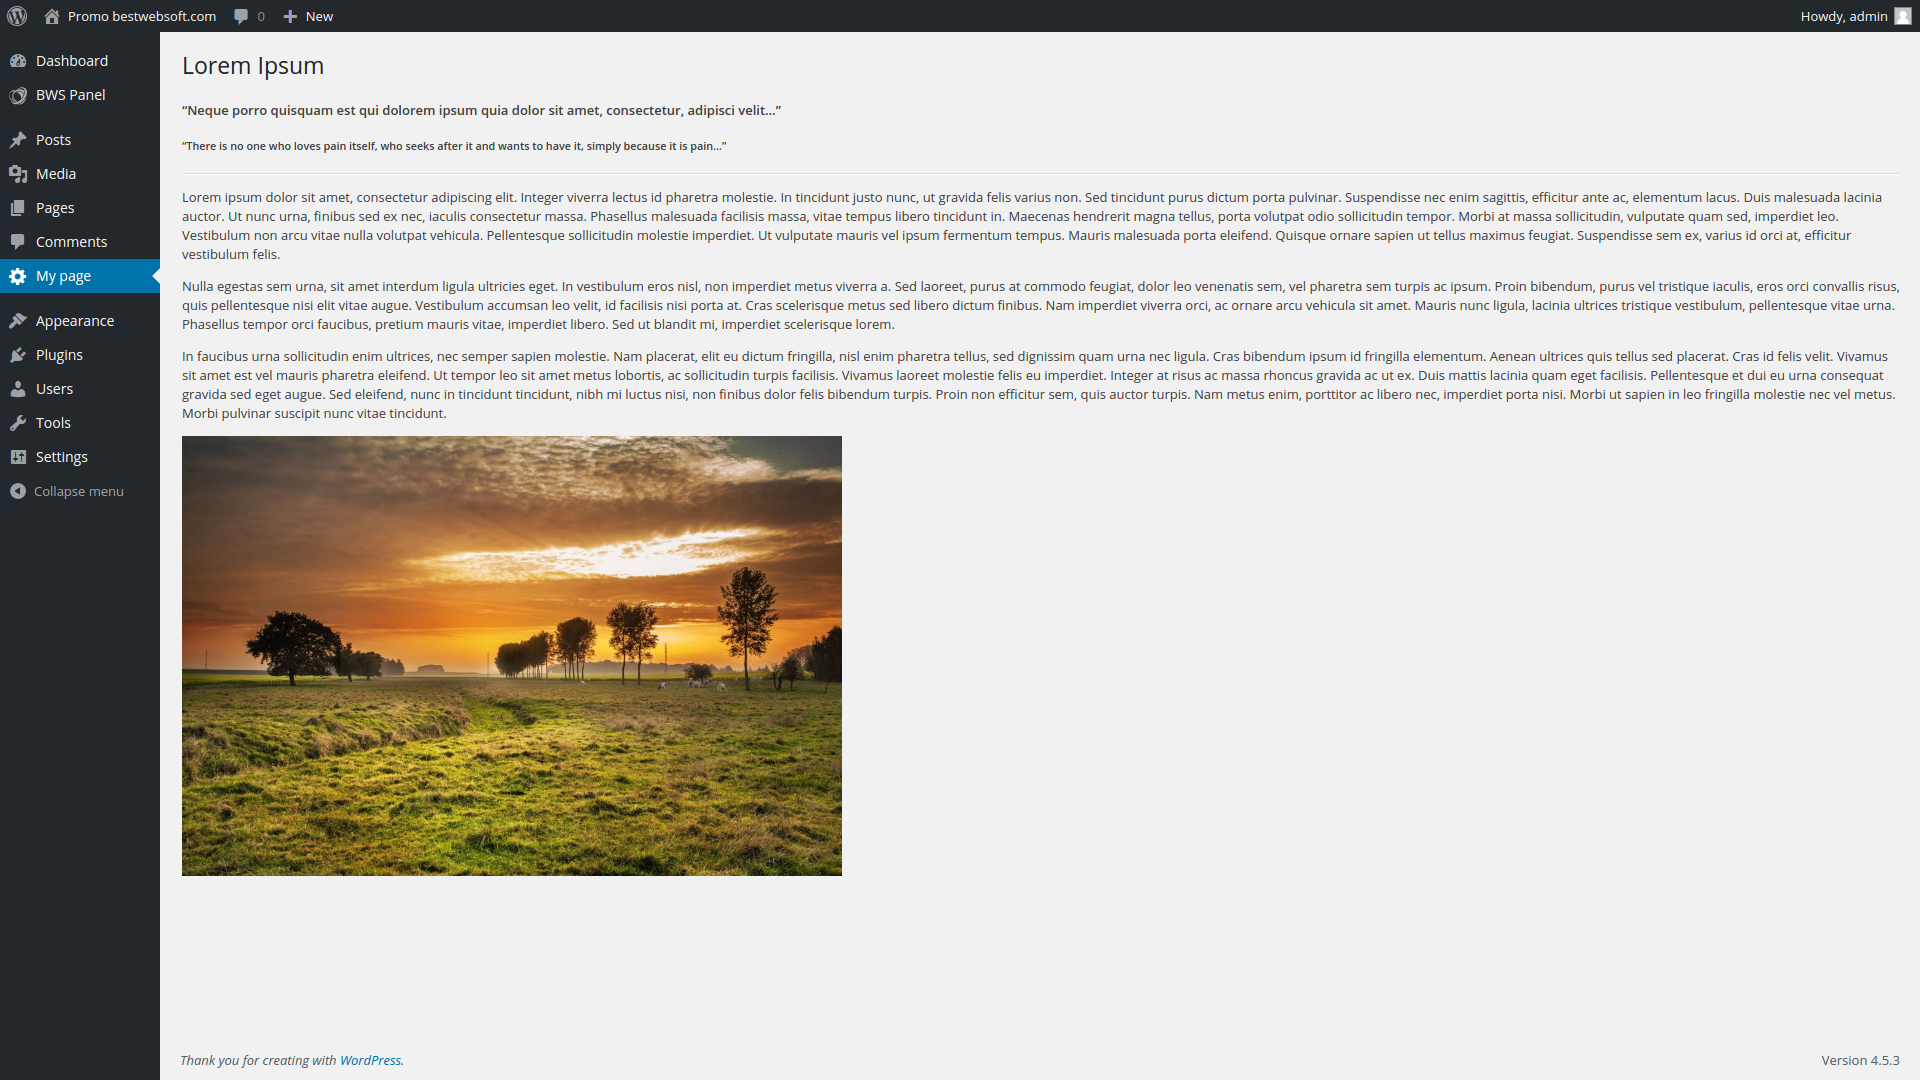 Promo bestwebsoft.com 0 New Howdy, admin
Dashboard
BWS Panel
Posts
Media
Pages
Comments
My page
Appearance
Plugins
Users
Tools
Settings
Collapse menu
Lorem Ipsum
“Neque porro quisquam est qui dolorem ipsum quia dolor sit amet, consectetur, adipisci velit...”
“There is no one who loves pain itself, who seeks after it and wants to have it, simply because it is pain...”
Lorem ipsum dolor sit amet, consectetur adipiscing elit. Integer viverra lectus id pharetra molestie. In tincidunt justo nunc, ut gravida felis varius non. Sed tincidunt purus dictum porta pulvinar. Suspendisse nec enim sagittis, efficitur ante ac, elementum lacus. Duis malesuada lacinia
auctor. Ut nunc urna, finibus sed ex nec, iaculis consectetur massa. Phasellus malesuada facilisis massa, vitae tempus libero tincidunt in. Maecenas hendrerit magna tellus, porta volutpat odio sollicitudin tempor. Morbi at massa sollicitudin, vulputate quam sed, imperdiet leo.
Vestibulum non arcu vitae nulla volutpat vehicula. Pellentesque sollicitudin molestie imperdiet. Ut vulputate mauris vel ipsum fermentum tempus. Mauris malesuada porta eleifend. Quisque ornare sapien ut tellus maximus feugiat. Suspendisse sem ex, varius id orci at, efficitur
vestibulum felis.
Nulla egestas sem urna, sit amet interdum ligula ultricies eget. In vestibulum eros nisl, non imperdiet metus viverra a. Sed laoreet, purus at commodo feugiat, dolor leo venenatis sem, vel pharetra sem turpis ac ipsum. Proin bibendum, purus vel tristique iaculis, eros orci convallis risus,
quis pellentesque nisi elit vitae augue. Vestibulum accumsan leo velit, id facilisis nisi porta at. Cras scelerisque metus sed libero dictum finibus. Nam imperdiet viverra orci, ac ornare arcu vehicula sit amet. Mauris nunc ligula, lacinia ultrices tristique vestibulum, pellentesque vitae urna.
Phasellus tempor orci faucibus, pretium mauris vitae, imperdiet libero. Sed ut blandit mi, imperdiet scelerisque lorem.
In faucibus urna sollicitudin enim ultrices, nec semper sapien molestie. Nam placerat, elit eu dictum fringilla, nisl enim pharetra tellus, sed dignissim quam urna nec ligula. Cras bibendum ipsum id fringilla elementum. Aenean ultrices quis tellus sed placerat. Cras id felis velit. Vivamus
sit amet est vel mauris pharetra eleifend. Ut tempor leo sit amet metus lobortis, ac sollicitudin turpis facilisis. Vivamus laoreet molestie felis eu imperdiet. Integer at risus ac massa rhoncus gravida ac ut ex. Duis mattis lacinia quam eget facilisis. Pellentesque et dui eu urna consequat
gravida sed eget augue. Sed eleifend, nunc in tincidunt tincidunt, nibh mi luctus nisi, non finibus dolor felis bibendum turpis. Proin non efficitur sem, quis auctor turpis. Nam metus enim, porttitor ac libero nec, imperdiet porta nisi. Morbi ut sapien in leo fringilla molestie nec vel metus.
Morbi pulvinar suscipit nunc vitae tincidunt.
Thank you for creating with WordPress. Version 4.5.3